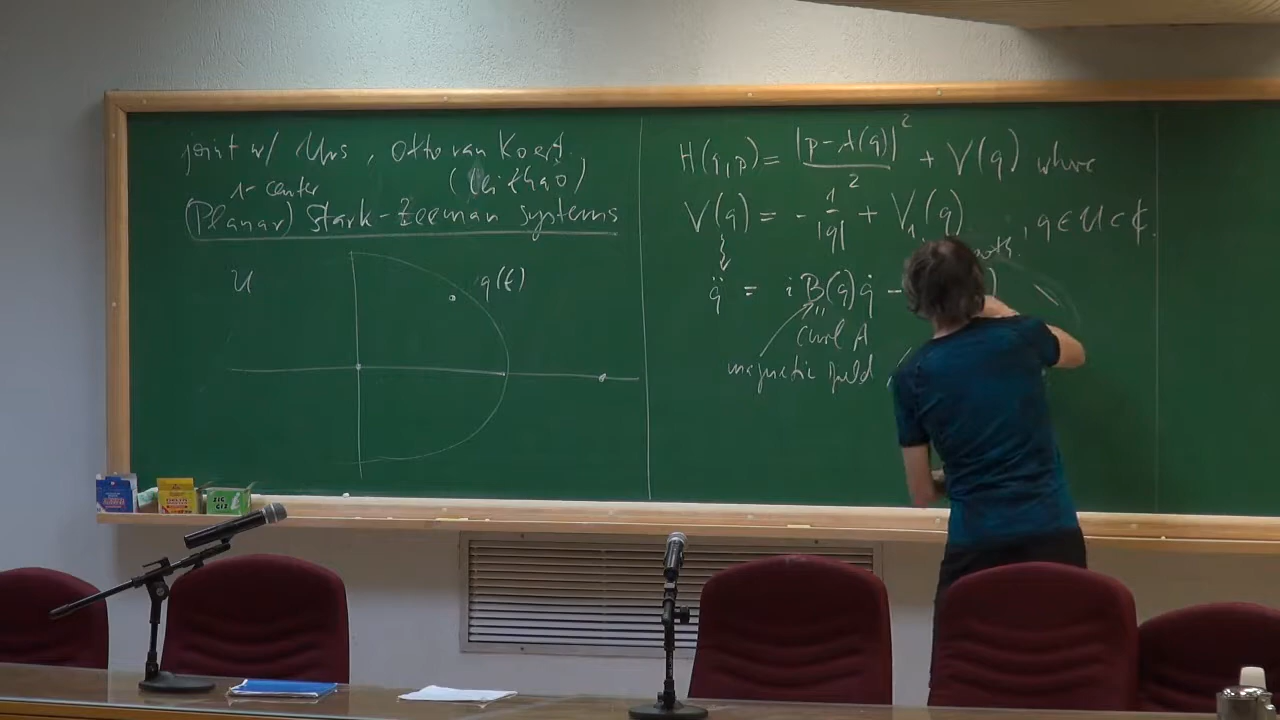 joint w/ Urs, Otto van Koert,
1-center (Lei Zhao)
(Planar) Stark-Zeeman systems
U q(t)
H(q,p) = |p-A(q)|² / 2 + V(q) where
V(q) = - 1/|q| + V₁(q), q ∈ U ⊂ ℂ.
smooth.
q̈ = iB(q)q̇ -
"
curl A
magnetic field